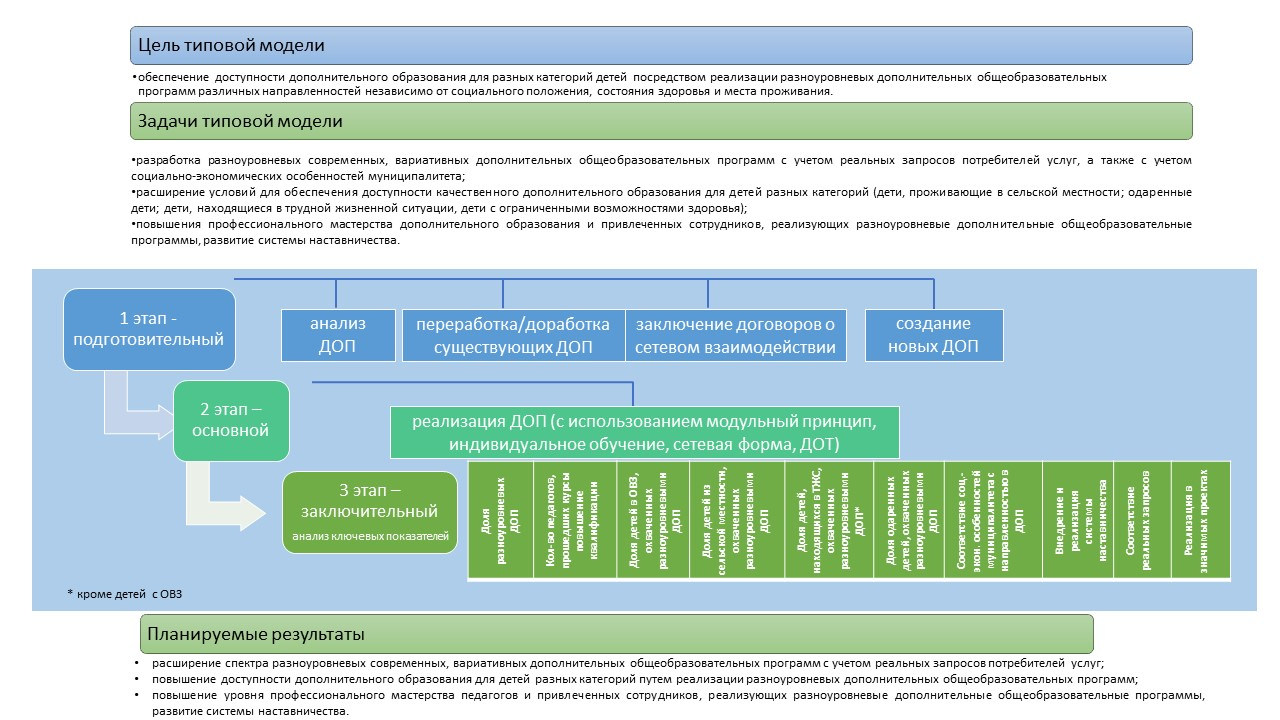 Цель типовой модели
•обеспечение доступности дополнительного образования для разных категорий детей посредством реализации разноуровневых дополнительных общеобразовательных
программ различных направленностей независимо от социального положения, состояния здоровья и места проживания.
Задачи типовой модели
•разработка разноуровневых современных, вариативных дополнительных общеобразовательных программ с учетом реальных запросов потребителей услуг, а также с учетом
социально-экономических особенностей муниципалитета;
•расширение условий для обеспечения доступности качественного дополнительного образования для детей разных категорий (дети, проживающие в сельской местности; одаренные
дети; дети, находящиеся в трудной жизненной ситуации, дети с ограниченными возможностями здоровья);
•повышения профессионального мастерства дополнительного образования и привлеченных сотрудников, реализующих разноуровневые дополнительные общеобразовательные
программы, развитие системы наставничества.
1 этап -
подготовительный
анализ
ДОП
переработка/доработка
существующих ДОП
заключение договоров о
сетевом взаимодействии
создание
новых ДОП
2 этап –
основной
реализация ДОП (с использованием модульный принцип,
индивидуальное обучение, сетевая форма, ДОТ)
3 этап –
заключительный
анализ ключевых показателей
Доля
разноуровневых
ДОП
Кол-во педагогов,
прошедших курсы
повышение
квалификации
Доля детей в ОВЗ,
охваченных
разноуровневыми
ДОП
Доля детей из
сельской местности,
охваченных
разноуровневыми
ДОП
Доля детей,
находящихся в ТЖС,
охваченных
разноуровневыми
ДОП*
Доля одаренных
детей, охваченных
разноуровневыми
ДОП
Соответствие соц.-
экон. особенностей
муниципалитета с
направленностью в
ДОП
Внедрение и
реализация
системы
наставничества
Соответствие
реальных запросов
Реализация в
значимых проектах
* кроме детей с ОВЗ
Планируемые результаты
• расширение спектра разноуровневых современных, вариативных дополнительных общеобразовательных программ с учетом реальных запросов потребителей услуг;
• повышение доступности дополнительного образования для детей разных категорий путем реализации разноуровневых дополнительных общеобразовательных программ;
• повышение уровня профессионального мастерства педагогов и привлеченных сотрудников, реализующих разноуровневые дополнительные общеобразовательные программы,
развитие системы наставничества.